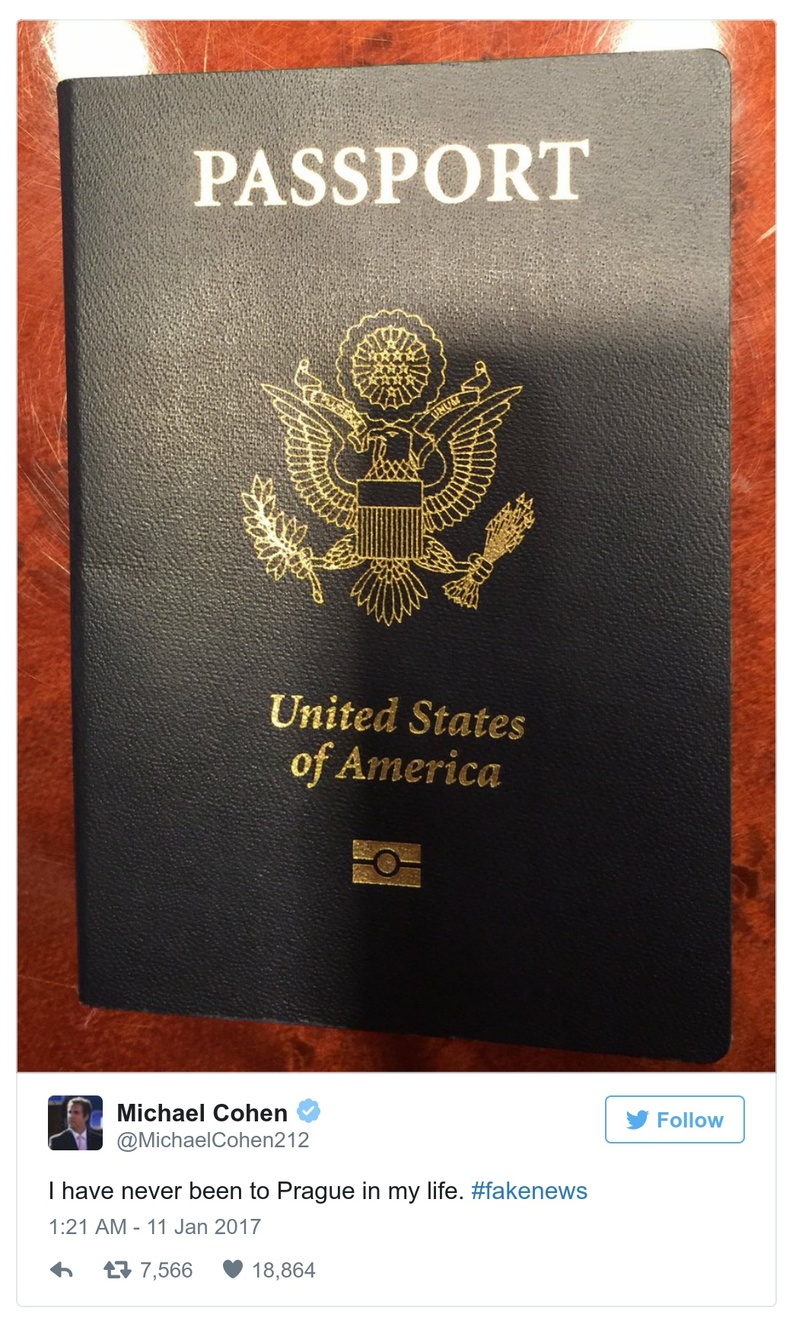 PASSPORT
UNUM
United States
of America
Michael Cohen
@MichaelCohen212
Follow
I have never been to Prague in my life. #fakenews
1:21 AM - 11 Jan 2017
7,566 18,864